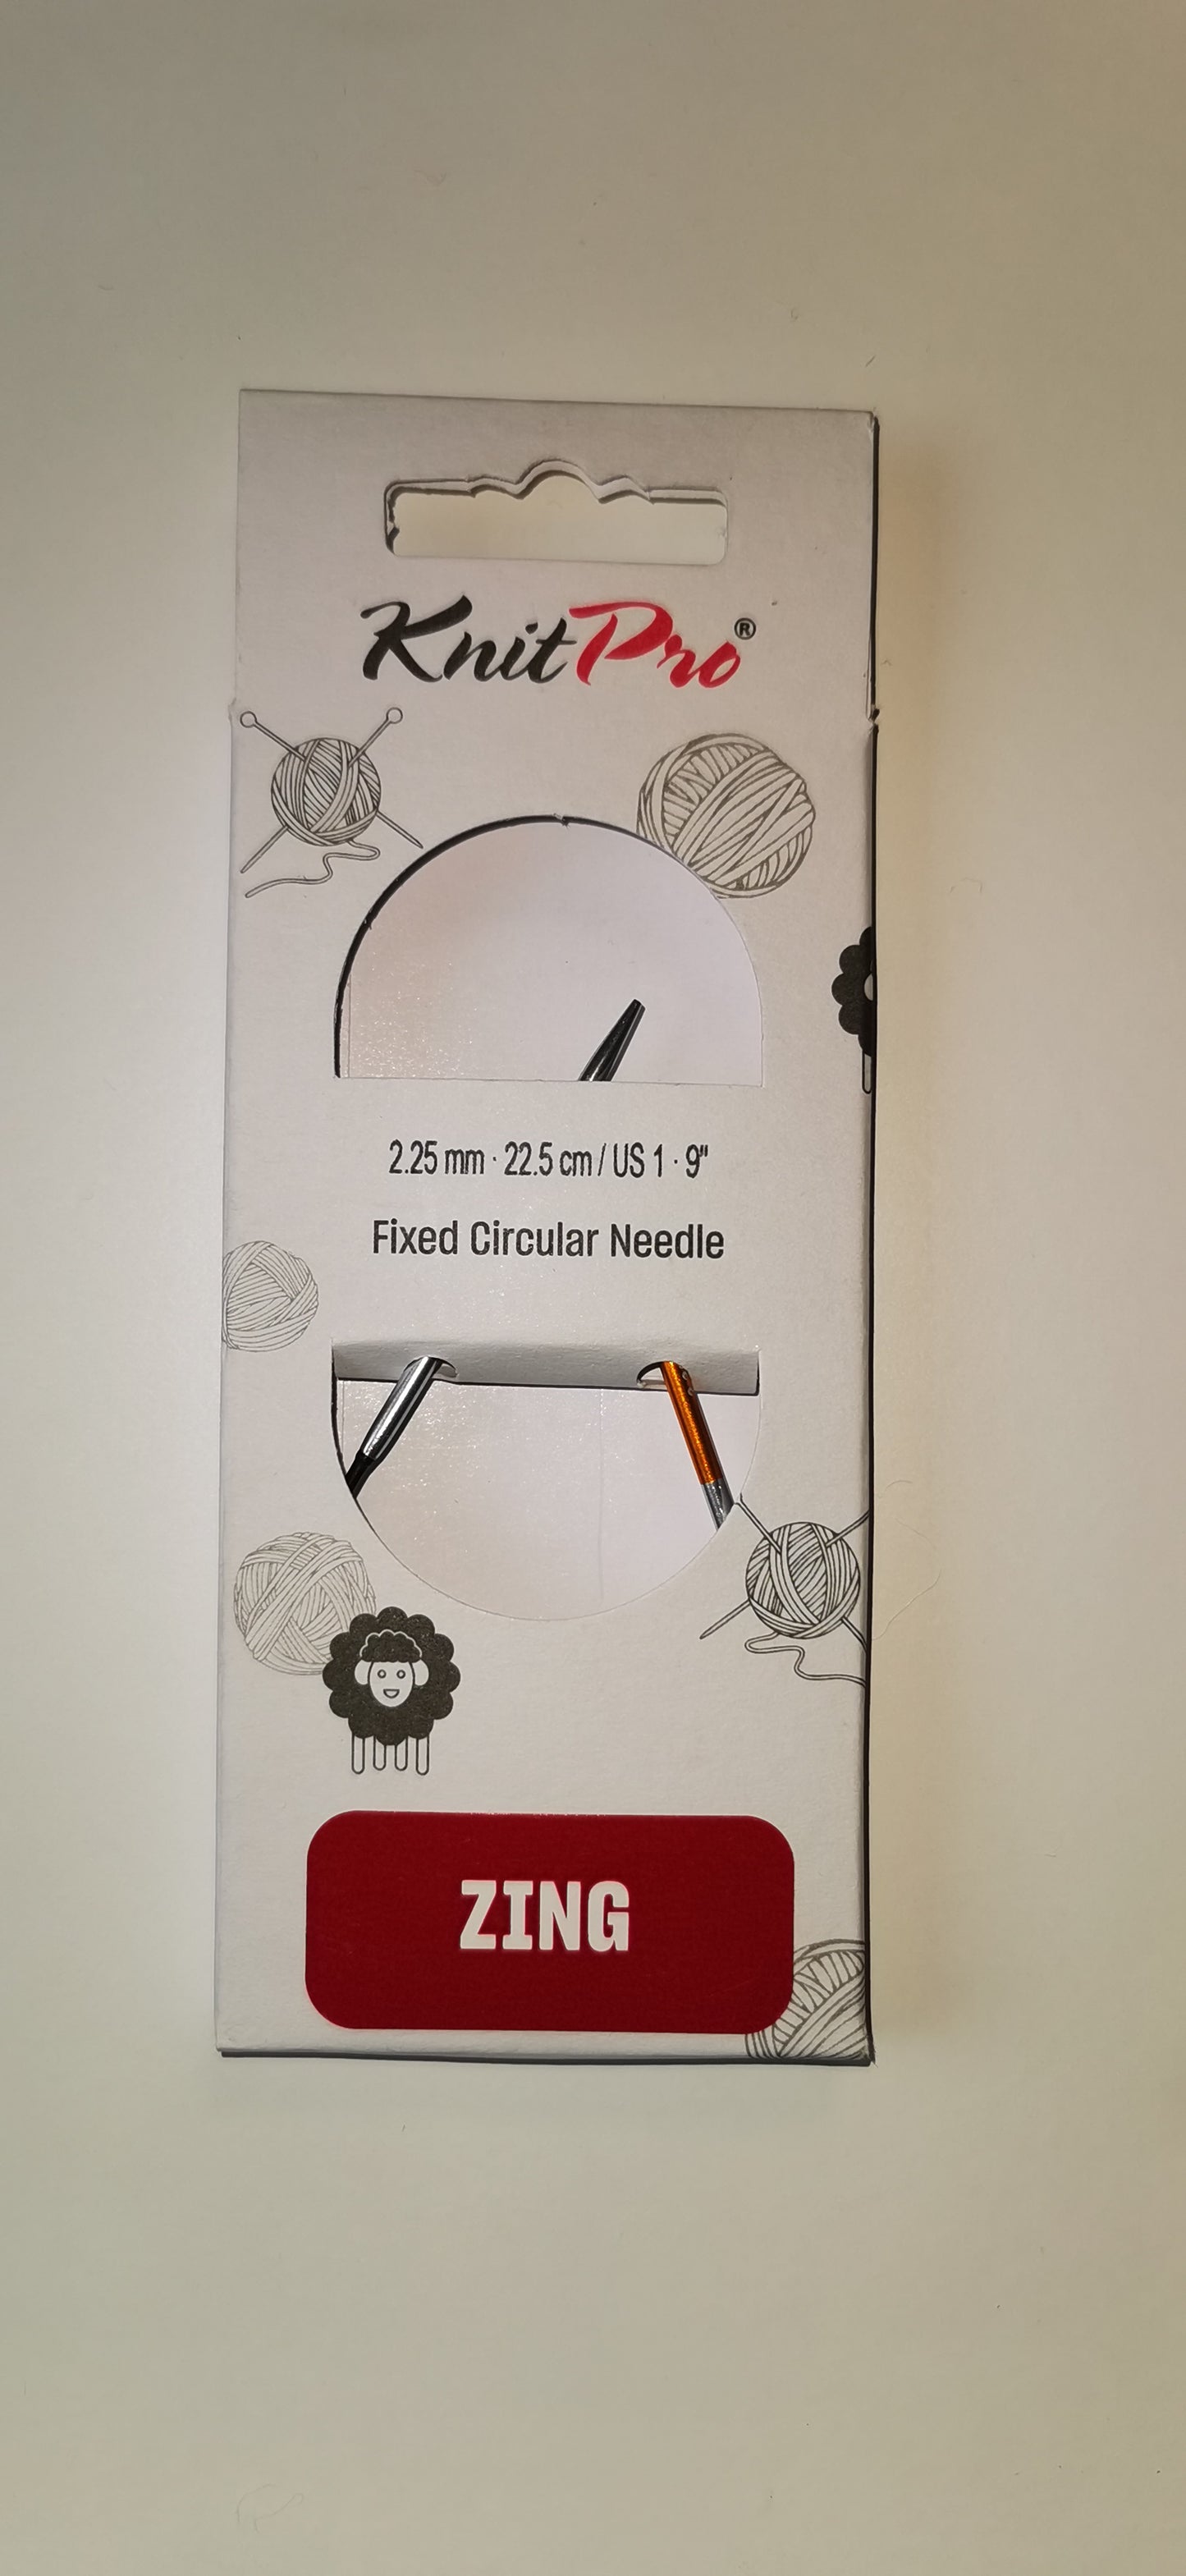 KnitPro®
2.25 mm · 22.5 cm / US 1 · 9"
Fixed Circular Needle
ZING